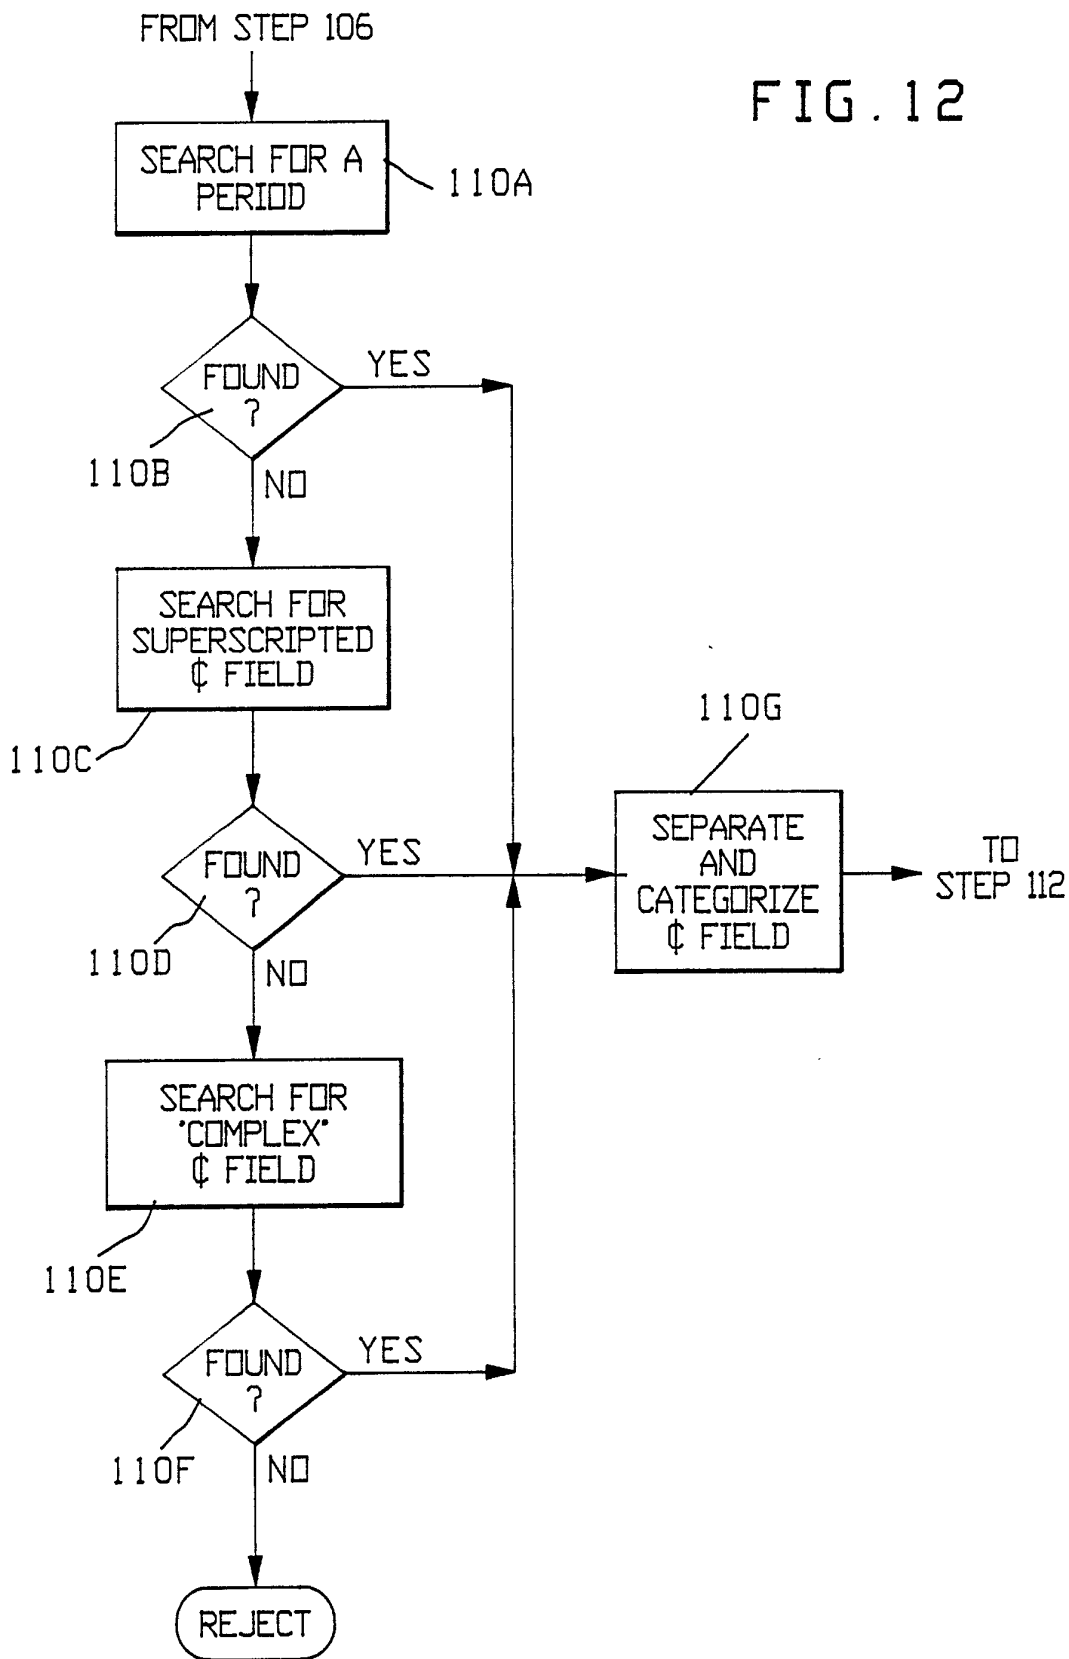 FROM STEP 106
FIG. 12
SEARCH FOR A
PERIOD
110A
FOUND
?
YES
110B
NO
SEARCH FOR
SUPERSCRIPTED
¢ FIELD
110C
110G
FOUND
?
YES
SEPARATE
AND
CATEGORIZE
¢ FIELD
TO
STEP 112
110D
NO
SEARCH FOR
"COMPLEX"
¢ FIELD
110E
FOUND
?
YES
110F
NO
REJECT